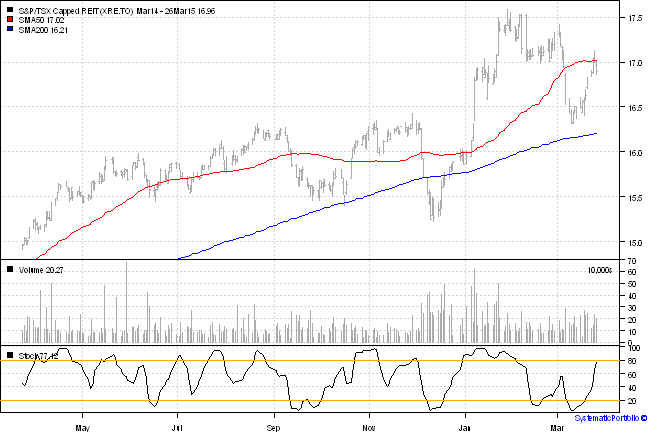 S&P/TSX Capped REIT(XRE.TO) Mar14 - 26Mar15 16.96
SMA50 17.02
SMA200 16.21
17.5
17.0
16.5
16.0
15.5
15.0
Volume 20.27
10,000s
70
60
50
40
30
20
10
0
Stock 77.12
100
80
60
40
20
May
Jul
Sep
Nov
Jan
Mar
SystematicPortfolio ©